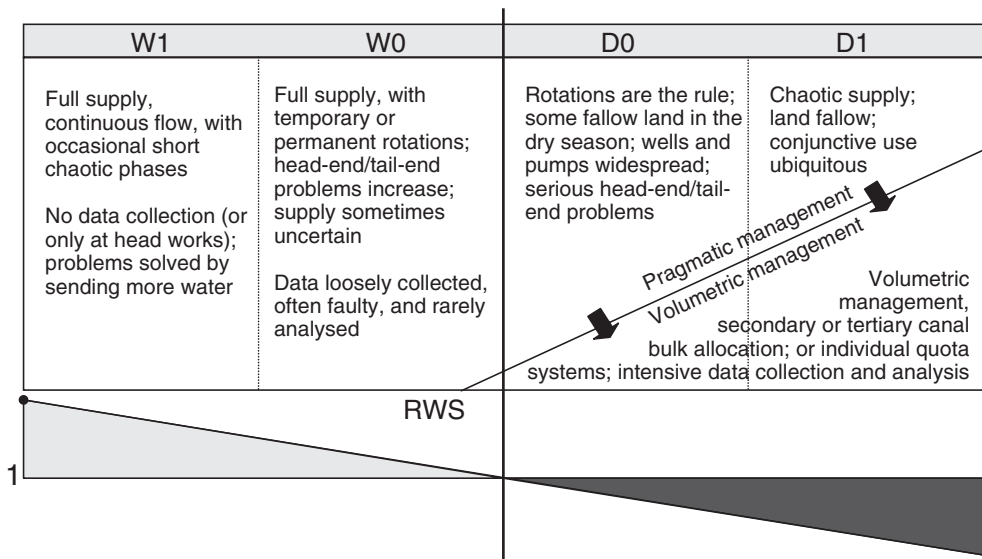 W1
W0
D0
D1
Full supply,
continuous flow, with
occasional short
chaotic phases
No data collection (or
only at head works);
problems solved by
sending more water
Full supply, with
temporary or
permanent rotations;
head-end/tail-end
problems increase;
supply sometimes
uncertain
Data loosely collected,
often faulty, and rarely
analysed
Rotations are the rule;
some fallow land in the
dry season; wells and
pumps widespread;
serious head-end/tail-
end problems
Chaotic supply;
land fallow;
conjunctive use
ubiquitous
Pragmatic management
Volumetric management
Volumetric
management,
secondary or tertiary canal
bulk allocation; or individual quota
systems; intensive data collection and analysis
RWS
1